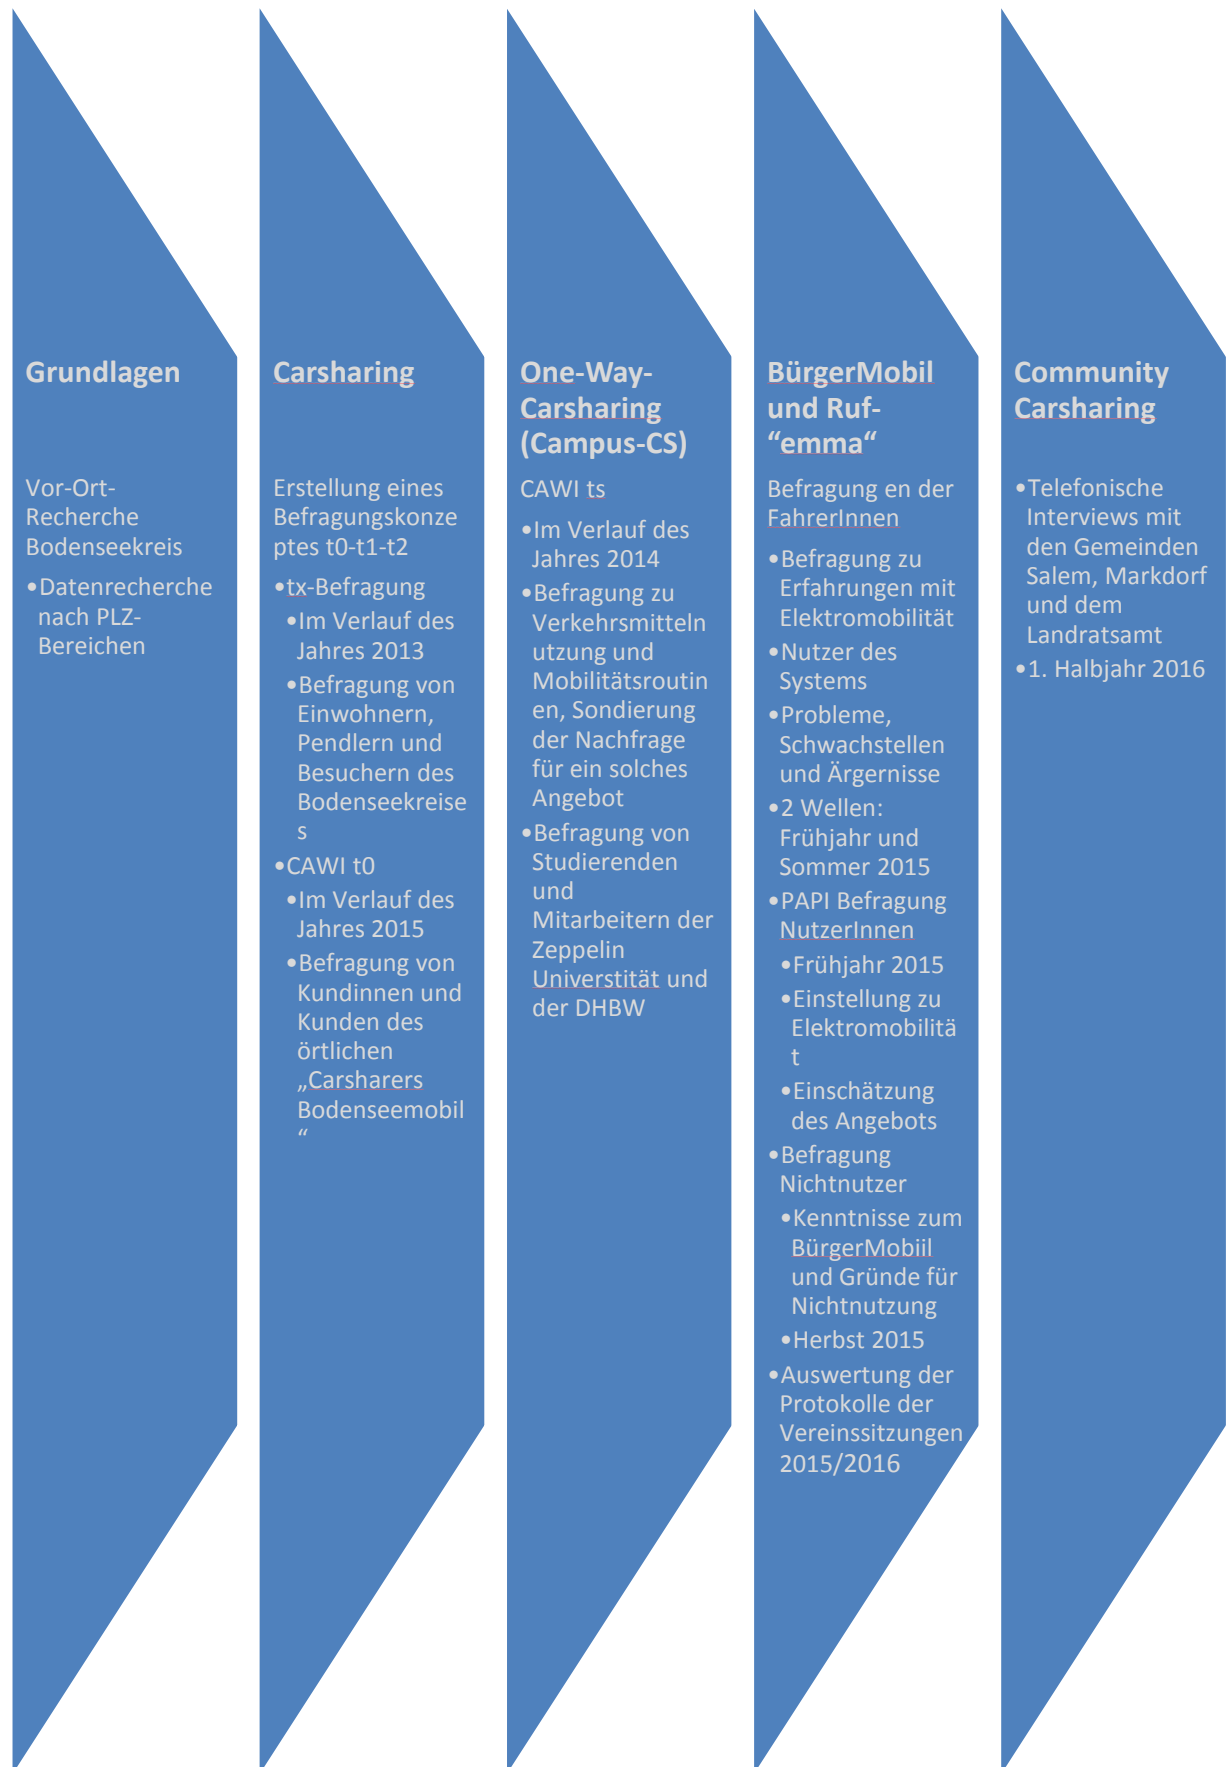 Grundlagen
Vor-Ort-
Recherche
Bodenseekreis
•Datenrecherche
nach PLZ-
Bereichen
Carsharing
Erstellung eines
Befragungskonze
ptes t0-t1-t2
•tx-Befragung
•Im Verlauf des
Jahres 2013
•Befragung von
Einwohnern,
Pendlern und
Besuchern des
Bodenseekreise
s
•CAWI t0
•Im Verlauf des
Jahres 2015
•Befragung von
Kundinnen und
Kunden des
örtlichen
„Carsharers
Bodenseemobil
“
One-Way-
Carsharing
(Campus-CS)
CAWI ts
•Im Verlauf des
Jahres 2014
•Befragung zu
Verkehrsmitteln
utzung und
Mobilitätsroutin
en, Sondierung
der Nachfrage
für ein solches
Angebot
•Befragung von
Studierenden
und
Mitarbeitern der
Zeppelin
Universtität und
der DHBW
BürgerMobil
und Ruf-
“emma“
Befragung en der
FahrerInnen
•Befragung zu
Erfahrungen mit
Elektromobilität
•Nutzer des
Systems
•Probleme,
Schwachstellen
und Ärgernisse
•2 Wellen:
Frühjahr und
Sommer 2015
•PAPI Befragung
NutzerInnen
•Frühjahr 2015
•Einstellung zu
Elektromobilitä
t
•Einschätzung
des Angebots
•Befragung
Nichtnutzer
•Kenntnisse zum
BürgerMobiil
und Gründe für
Nichtnutzung
•Herbst 2015
•Auswertung der
Protokolle der
Vereinssitzungen
2015/2016
Community
Carsharing
•Telefonische
Interviews mit
den Gemeinden
Salem, Markdorf
und dem
Landratsamt
•1. Halbjahr 2016